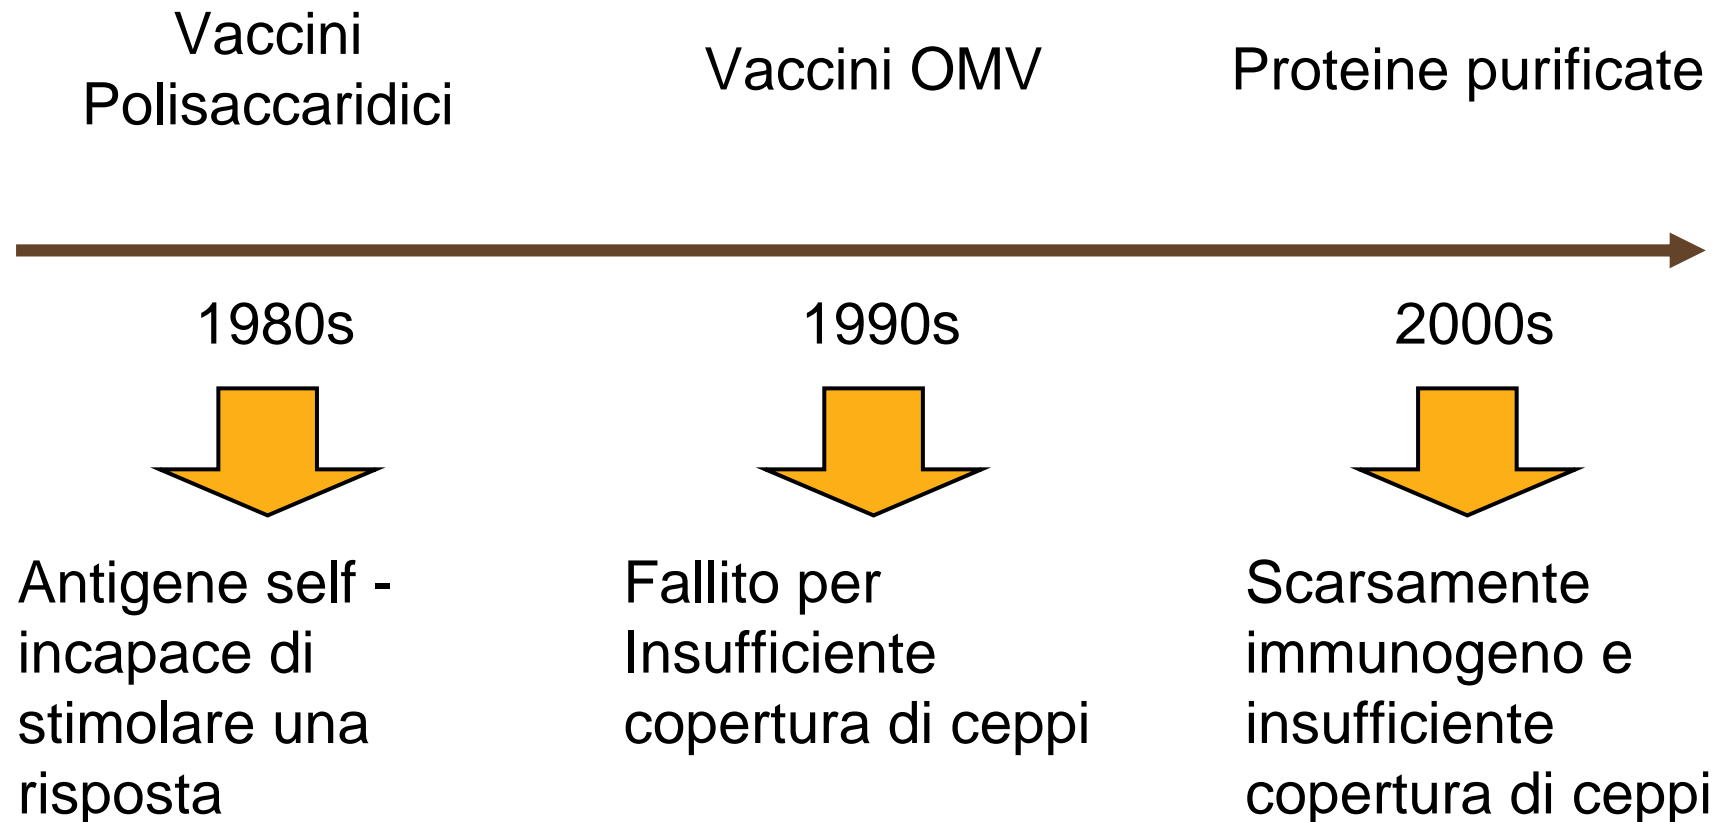 Vaccini
Polisaccaridici
Vaccini OMV
Proteine purificate
1980s
1990s
2000s
Antigene self -
incapace di
stimolare una
risposta
Fallito per
Insufficiente
copertura di ceppi
Scarsamente
immunogeno e
insufficiente
copertura di ceppi